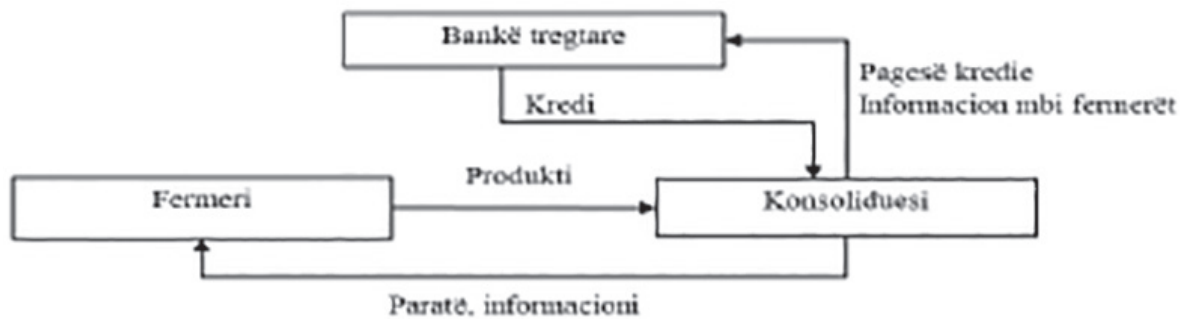 Bankë tregtare
Pagesë kredie
Informacion mbi fermerët
Kredi
Produkti
Fermeri
Konsoliduesi
Paratë, informacioni